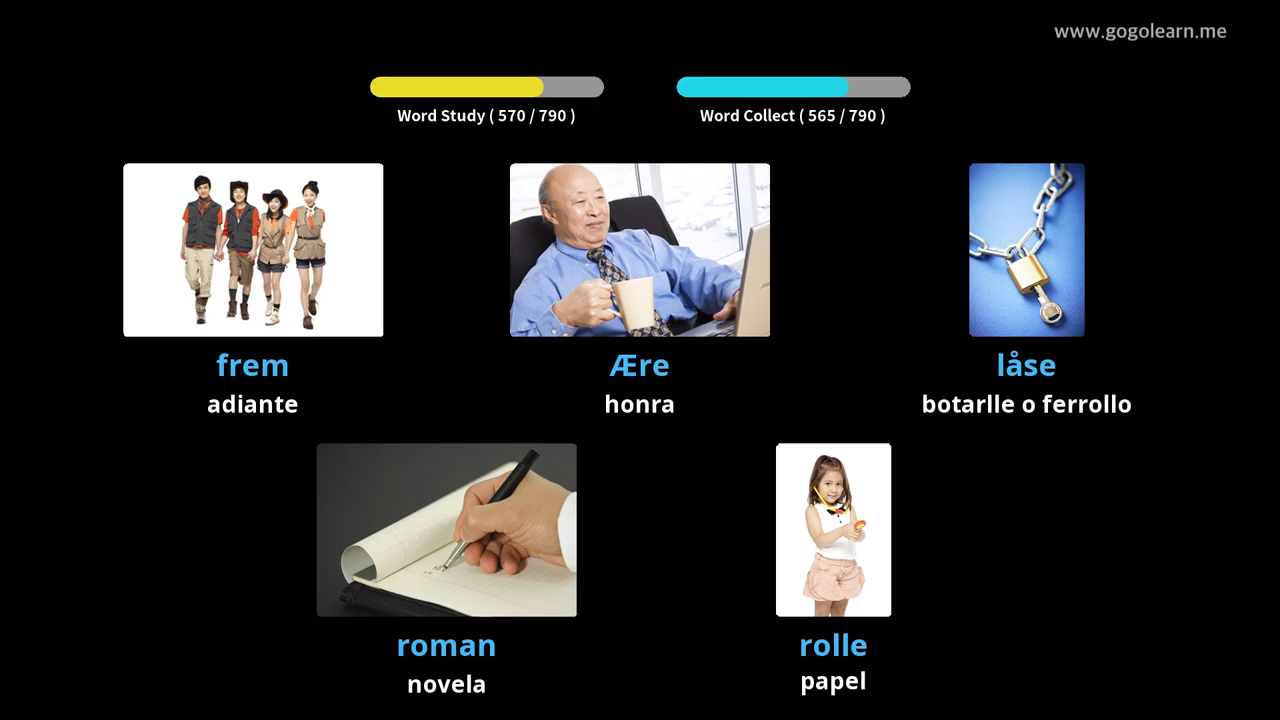 www.gogolearn.me
Word Study ( 570 / 790 )
Word Collect ( 565 / 790 )
frem
adiante
Ære
honra
låse
botarlle o ferrollo
roman
novela
rolle
papel